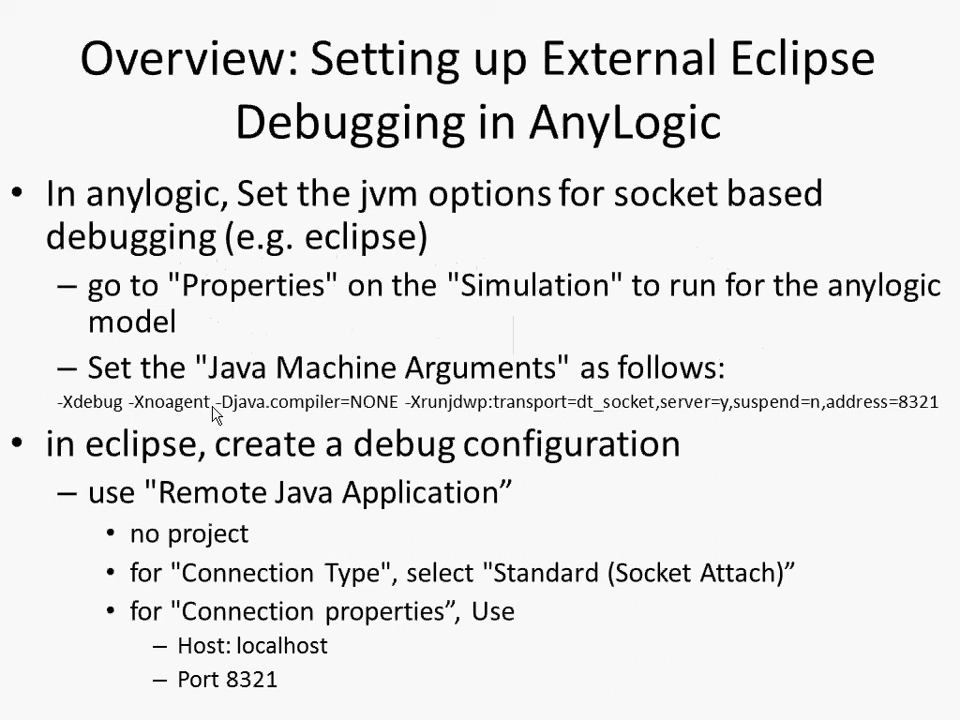 Overview: Setting up External Eclipse
Debugging in AnyLogic
• In anylogic, Set the jvm options for socket based
debugging (e.g. eclipse)
– go to "Properties" on the "Simulation" to run for the anylogic
model
– Set the "Java Machine Arguments" as follows:
-Xdebug -Xnoagent -Djava.compiler=NONE -Xrunjdwp:transport=dt_socket,server=y,suspend=n,address=8321
• in eclipse, create a debug configuration
– use "Remote Java Application”
• no project
• for "Connection Type", select "Standard (Socket Attach)”
• for "Connection properties”, Use
– Host: localhost
– Port 8321